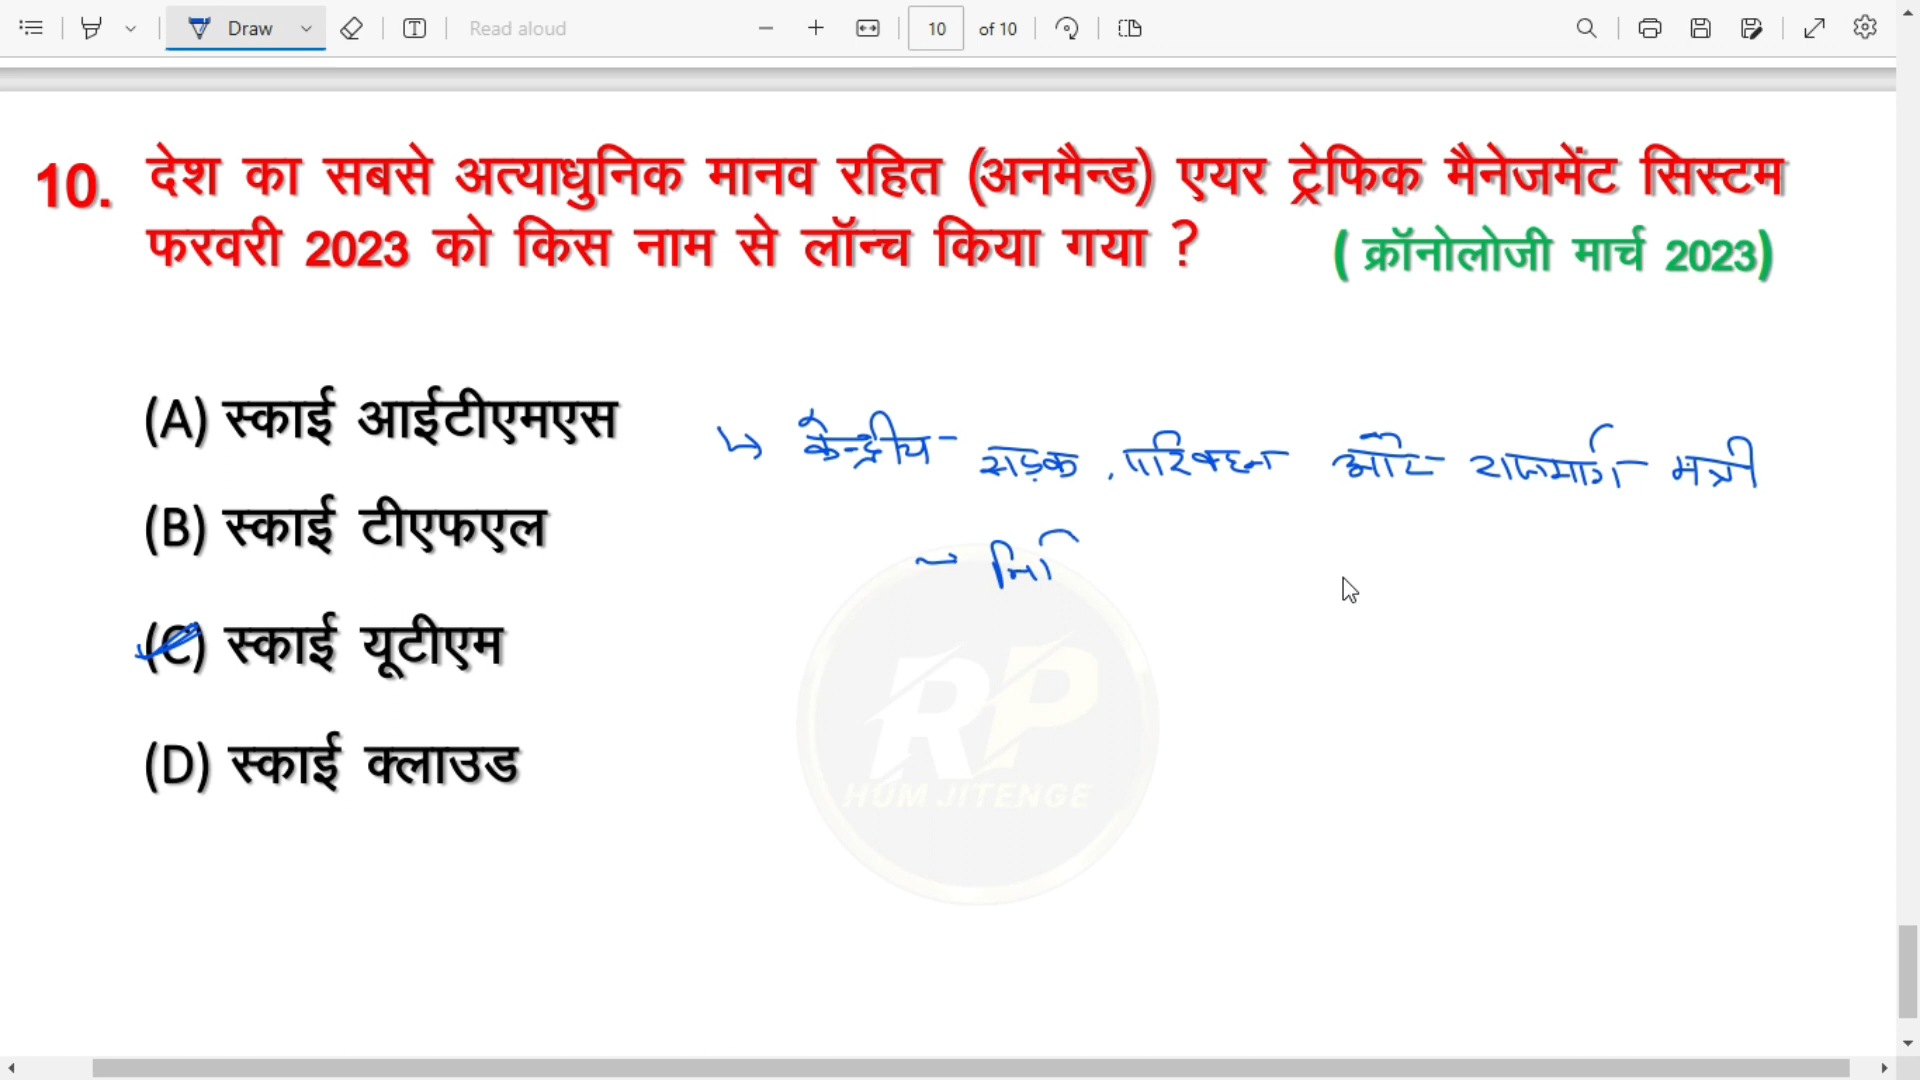 Draw
Read aloud
10 of 10
10. देश का सबसे अत्याधुनिक मानव रहित (अनमैन्ड) एयर ट्रेफिक मैनेजमेंट सिस्टम
फरवरी 2023 को किस नाम से लॉन्च किया गया ? ( क्रॉनोलोजी मार्च 2023)
(A) स्काई आईटीएमएस
केन्द्रीय सड़क, परिवहन और राजमार्ग मंत्री
(B) स्काई टीएफएल
(C) स्काई यूटीएम
(D) स्काई क्लाउड
RP
HUM JITENGE